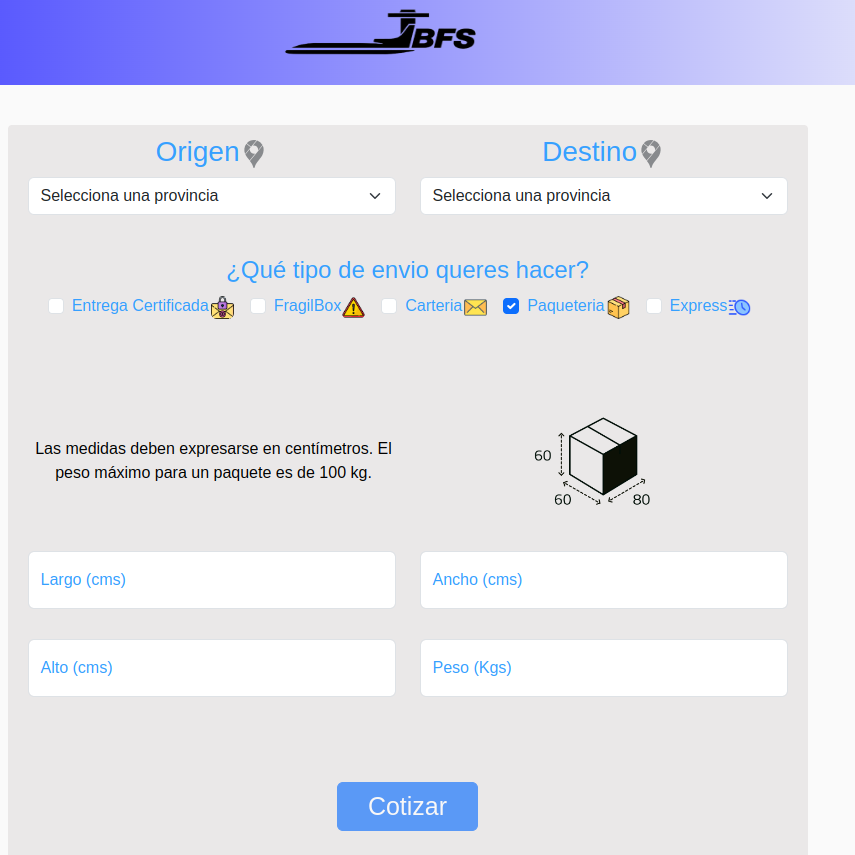 BFS
Origen
Destino
Selecciona una provincia
Selecciona una provincia
¿Qué tipo de envio queres hacer?
Entrega Certificada FragilBox Carteria Paqueteria Express
Las medidas deben expresarse en centímetros. El
peso máximo para un paquete es de 100 kg.
60
60
80
Largo (cms)
Ancho (cms)
Alto (cms)
Peso (Kgs)
Cotizar